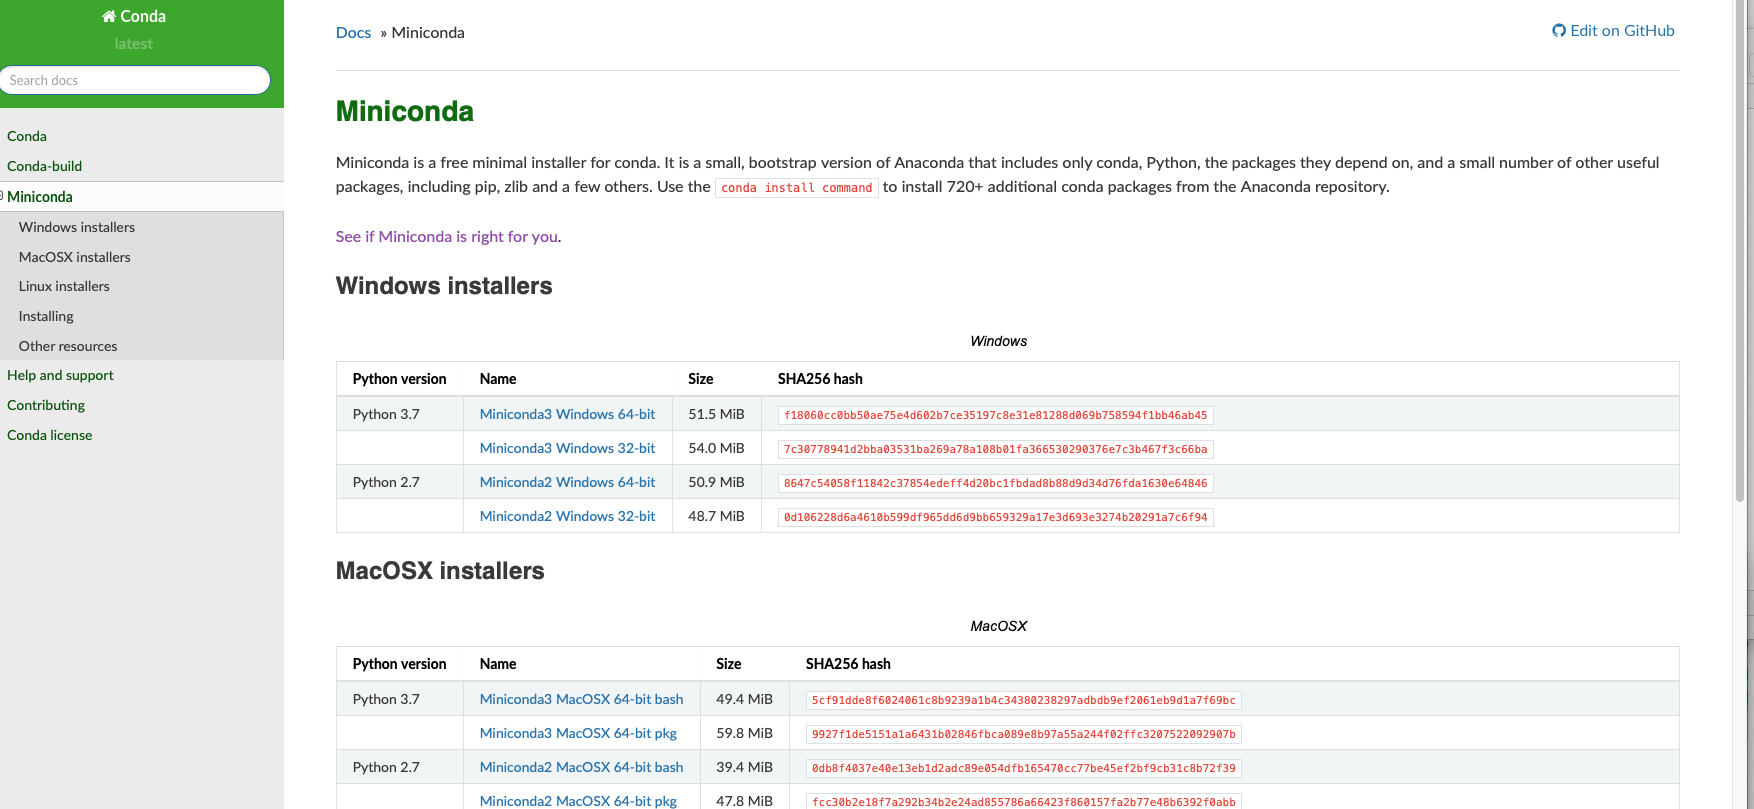 Conda
latest
Search docs
Conda
Conda-build
Miniconda
Windows installers
MacOSX installers
Linux installers
Installing
Other resources
Help and support
Contributing
Conda license
Docs » Miniconda
Edit on GitHub
Miniconda
Miniconda is a free minimal installer for conda. It is a small, bootstrap version of Anaconda that includes only conda, Python, the packages they depend on, and a small number of other useful
packages, including pip, zlib and a few others. Use the conda install command to install 720+ additional conda packages from the Anaconda repository.
See if Miniconda is right for you.
Windows installers
Windows
Python version Name Size SHA256 hash
Python 3.7 Miniconda3 Windows 64-bit 51.5 MiB f18060cc0bb50ae75e4d602b7ce35197c8e31e81288d069b758594f1bb46ab45
Miniconda3 Windows 32-bit 54.0 MiB 7c30778941d2bba03531ba269a78a108b01fa366530290376e7c3b467f3c66ba
Python 2.7 Miniconda2 Windows 64-bit 50.9 MiB 8647c54058f11842c37854edeff4d20bc1fbdad8b88d9d34d76fda1630e64846
Miniconda2 Windows 32-bit 48.7 MiB 0d106228d6a4610b599df965dd6d9bb659329a17e3d693e3274b20291a7c6f94
MacOSX installers
MacOSX
Python version Name Size SHA256 hash
Python 3.7 Miniconda3 MacOSX 64-bit bash 49.4 MiB 5cf91dde8f6024061c8b9239a1b4c34380238297adbdb9ef2061eb9d1a7f69bc
Miniconda3 MacOSX 64-bit pkg 59.8 MiB 9927f1de5151a1a6431b02846fbca089e8b97a55a244f02ffc3207522092907b
Python 2.7 Miniconda2 MacOSX 64-bit bash 39.4 MiB 0db8f4037e40e13eb1d2adc89e054dfb165470cc77be45ef2bf9cb31c8b72f39
Miniconda2 MacOSX 64-bit pkg 47.8 MiB fcc30b2e18f7a292b34b2e24ad855786a66423f860157fa2b77e48b6392f0abb